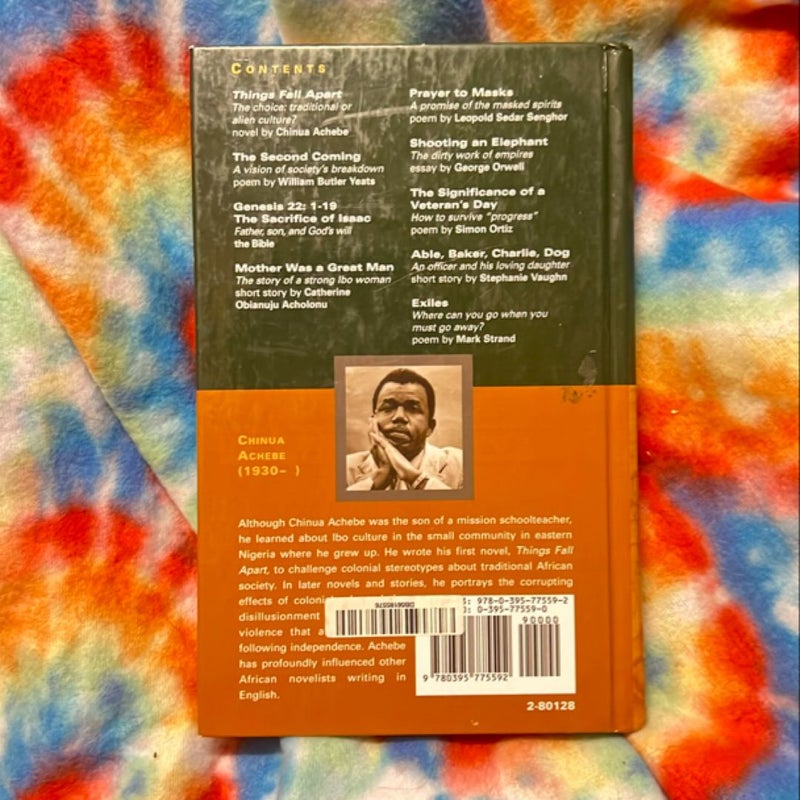 CONTENTS
Things Fall Apart
The choice: traditional or
alien culture?
novel by Chinua Achebe
The Second Coming
A vision of society's breakdown
poem by William Butler Yeats
Genesis 22: 1-19
The Sacrifice of Isaac
Father, son, and God's will
the Bible
Mother Was a Great Man
The story of a strong Ibo woman
short story by Catherine
Obianuju Acholonu
Prayer to Masks
A promise of the masked spirits
poem by Leopold Sedar Senghor
Shooting an Elephant
The dirty work of empires
essay by George Orwell
The Significance of a
Veteran's Day
How to survive "progress"
poem by Simon Ortiz
Able, Baker, Charlie, Dog
An officer and his loving daughter
short story by Stephanie Vaughn
Exiles
Where can you go when you
must go away?
poem by Mark Strand
CHINUA
ACHEBE
(1930– )
Although Chinua Achebe was the son of a mission schoolteacher,
he learned about Ibo culture in the small community in eastern
Nigeria where he grew up. He wrote his first novel, Things Fall
Apart, to challenge colonial stereotypes about traditional African
society. In later novels and stories, he portrays the corrupting
effects of
disillusionment
violence that
following independence. Achebe
has profoundly influenced other
African novelists writing in
English.
978-0-395-77559-2
0-395-77559-0
90000
9 780395 775592
2-80128